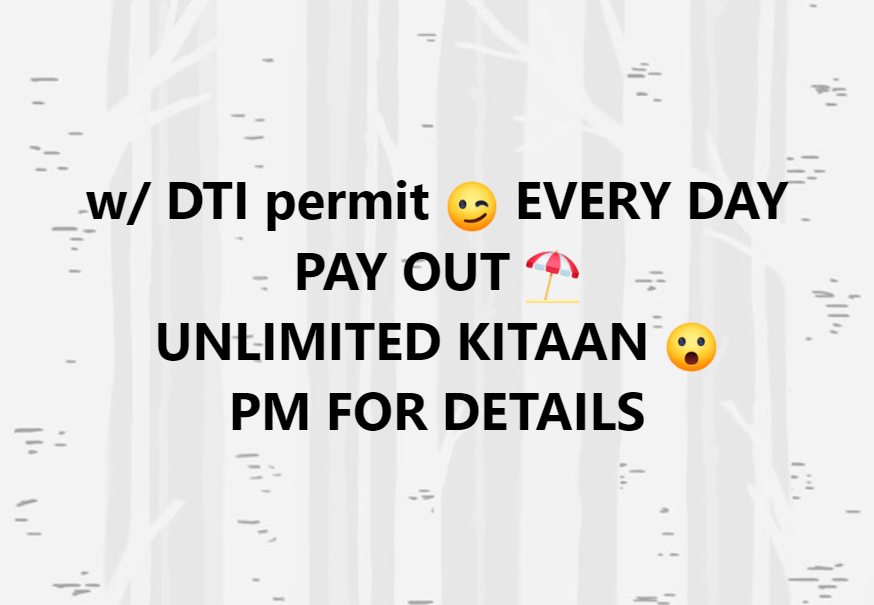 w/ DTI permit 😉 EVERY DAY
PAY OUT ⛱️
UNLIMITED KITAAN 😮
PM FOR DETAILS